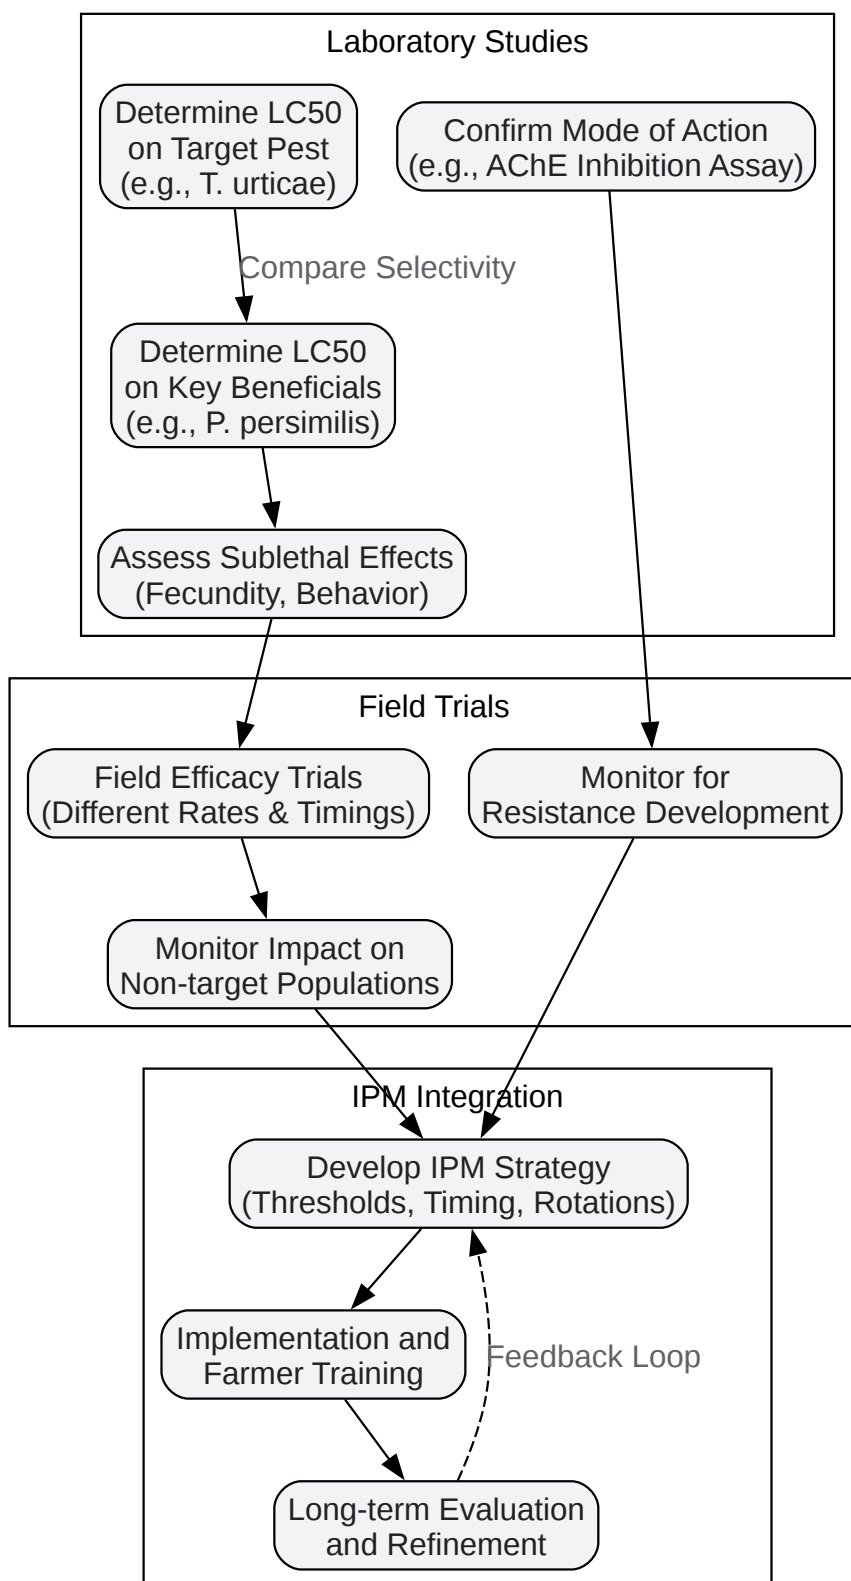 Laboratory Studies
Determine LC50
on Target Pest
(e.g., T. urticae)
Confirm Mode of Action
(e.g., AChE Inhibition Assay)
Compare Selectivity
Determine LC50
on Key Beneficials
(e.g., P. persimilis)
Assess Sublethal Effects
(Fecundity, Behavior)
Field Trials
Field Efficacy Trials
(Different Rates & Timings)
Monitor for
Resistance Development
Monitor Impact on
Non-target Populations
IPM Integration
Develop IPM Strategy
(Thresholds, Timing, Rotations)
Implementation and
Farmer Training
Feedback Loop
Long-term Evaluation
and Refinement